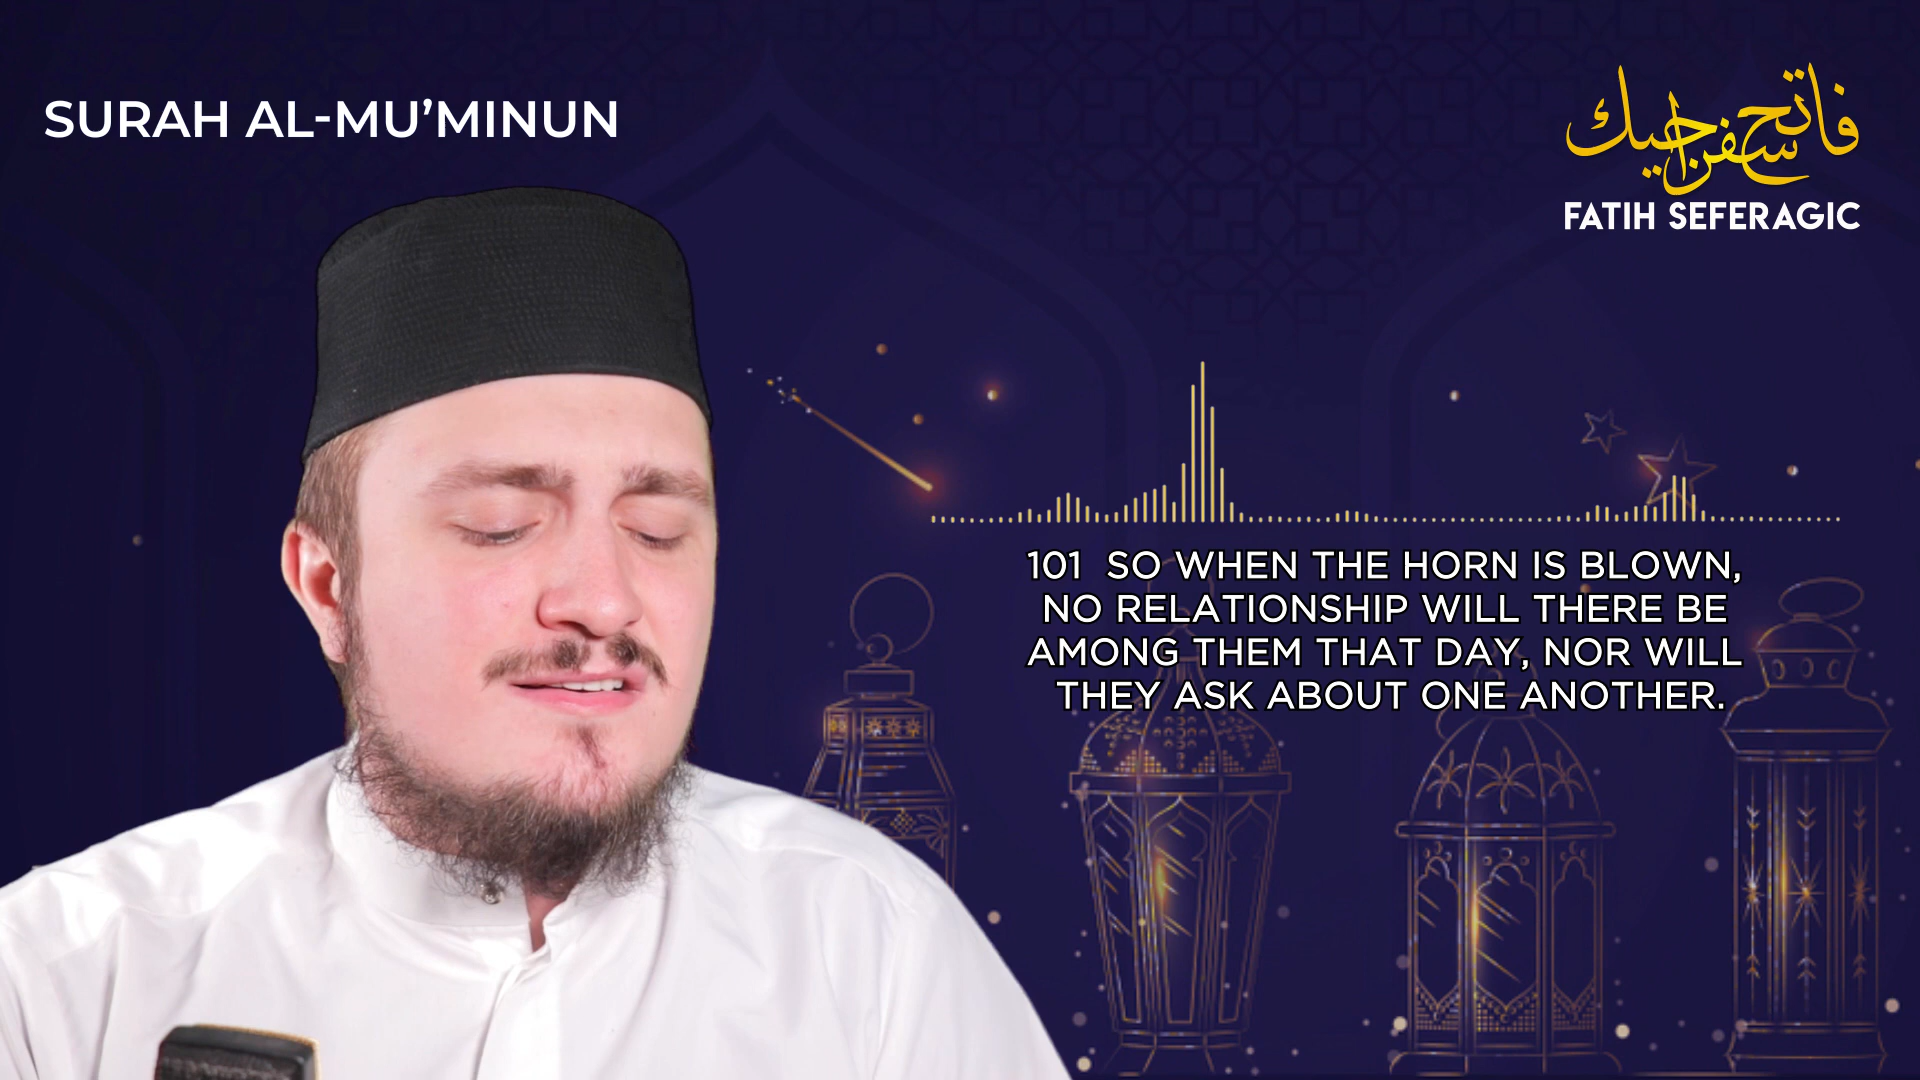 SURAH AL-MU’MINUN
فاتح سفراجيك
FATIH SEFERAGIC
101 SO WHEN THE HORN IS BLOWN,
NO RELATIONSHIP WILL THERE BE
AMONG THEM THAT DAY, NOR WILL
THEY ASK ABOUT ONE ANOTHER.